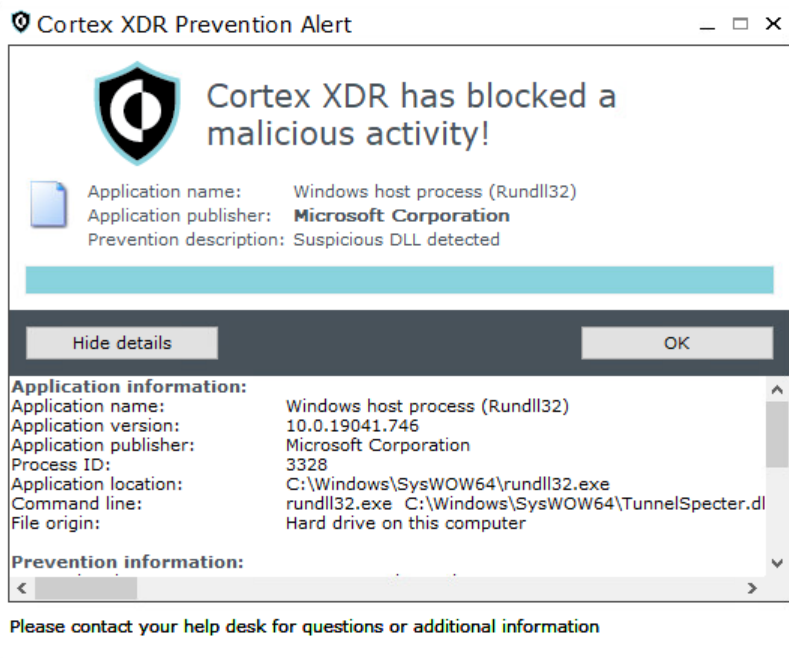 Cortex XDR Prevention Alert
Cortex XDR has blocked a
malicious activity!
Application name: Windows host process (Rundll32)
Application publisher: Microsoft Corporation
Prevention description: Suspicious DLL detected
Hide details OK
Application information:
Application name: Windows host process (Rundll32)
Application version: 10.0.19041.746
Application publisher: Microsoft Corporation
Process ID: 3328
Application location: C:\Windows\SysWOW64\rundll32.exe
Command line: rundll32.exe C:\Windows\SysWOW64\TunnelSpecter.dl
File origin: Hard drive on this computer
Prevention information:
Please contact your help desk for questions or additional information